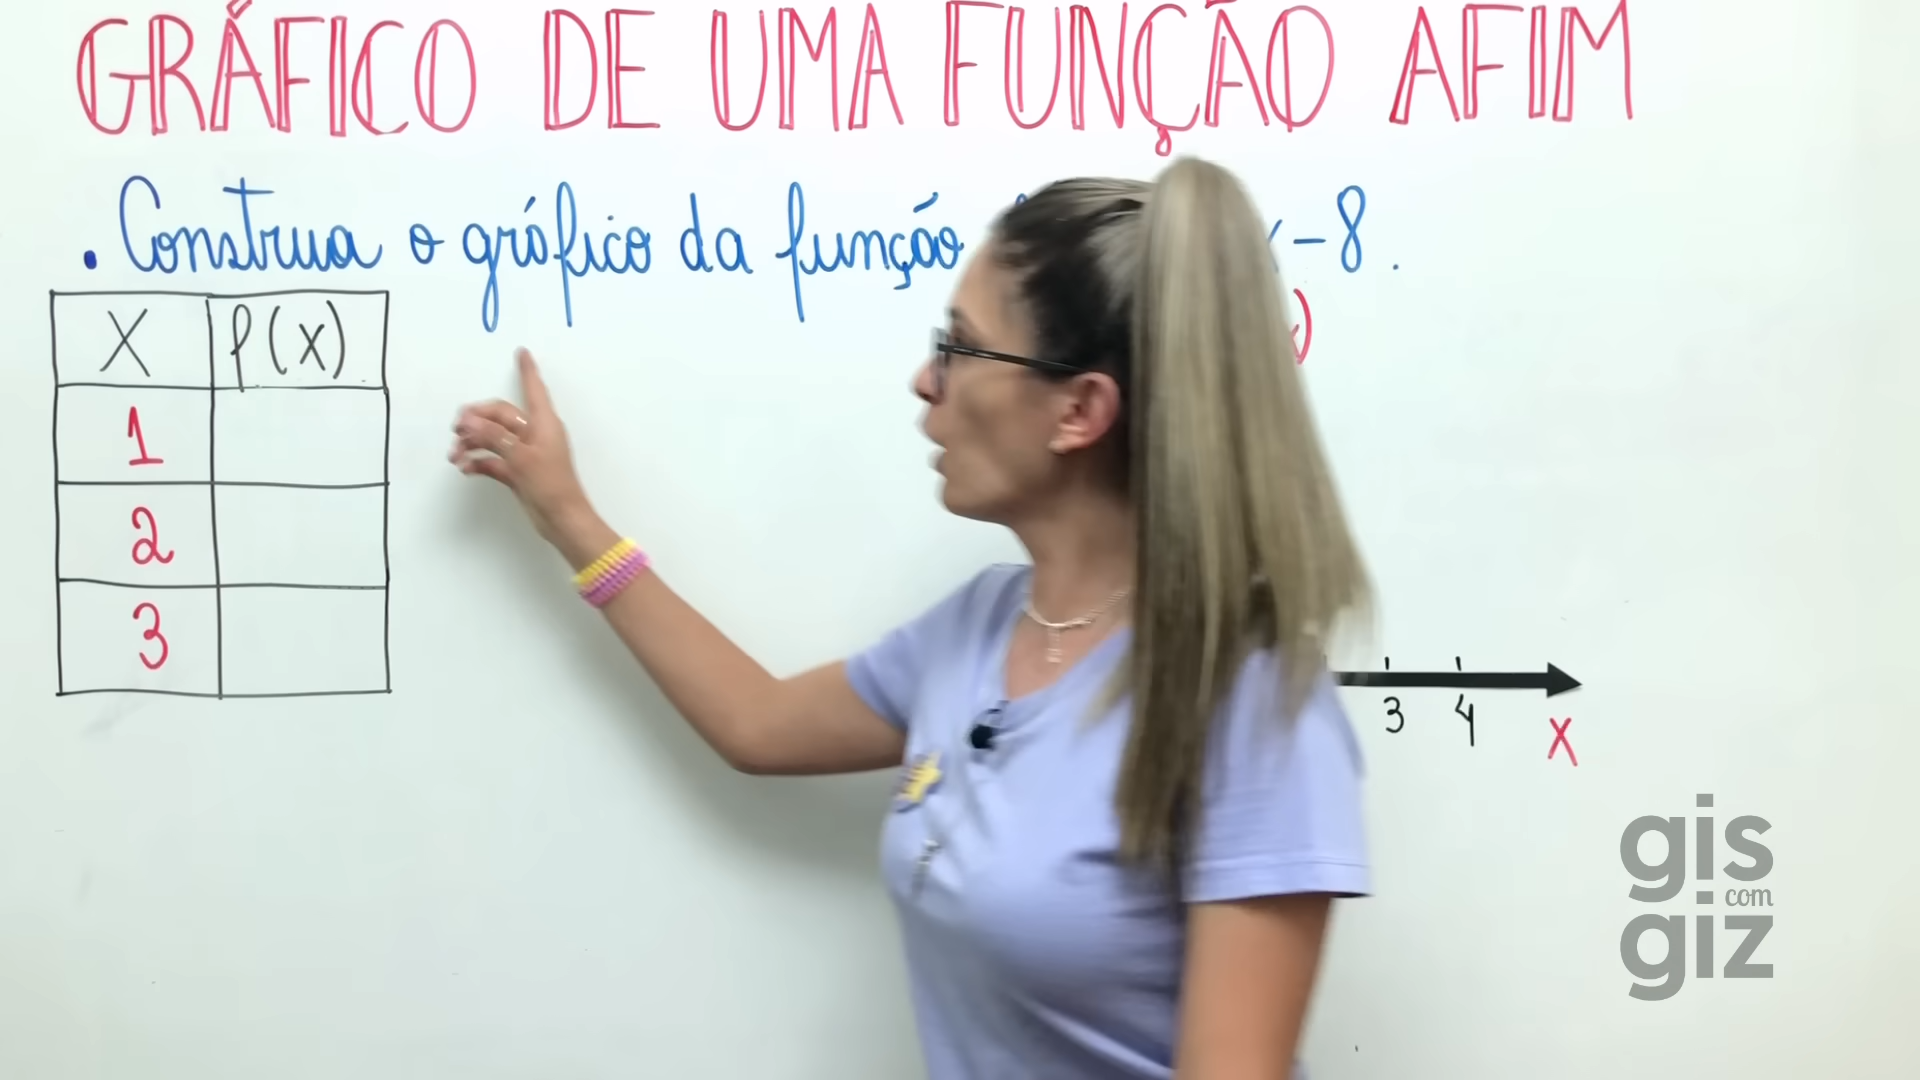 GRÁFICO DE UMA FUNÇÃO AFIM
. Construa o gráfico da função - 8.
X f(x)
1
2
3
)
3 4
X
gis
com
giz